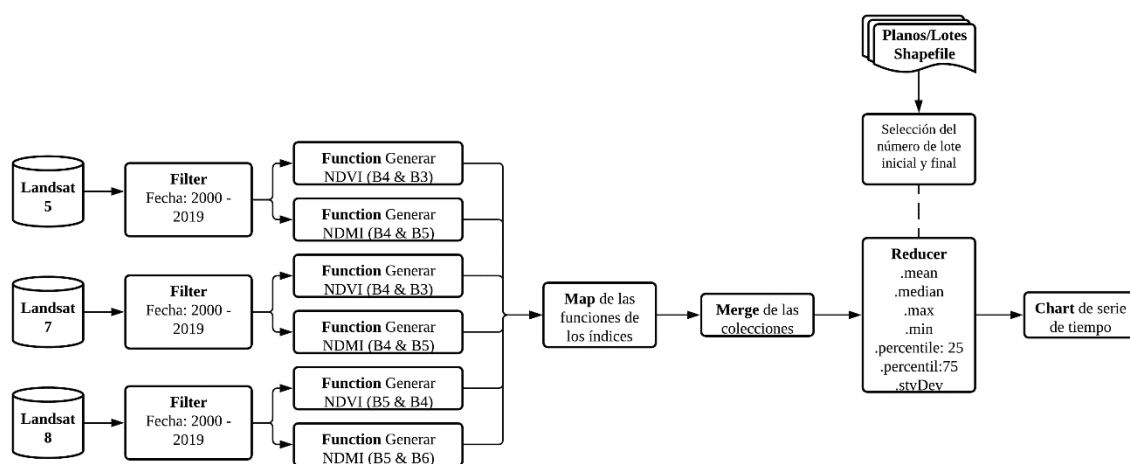 Planos/Lotes
Shapefile
Selección del
número de lote
inicial y final
Landsat
5
Filter
Fecha: 2000 -
2019
Function Generar
NDVI (B4 & B3)
Function Generar
NDMI (B4 & B5)
Landsat
7
Filter
Fecha: 2000 -
2019
Function Generar
NDVI (B4 & B3)
Function Generar
NDMI (B4 & B5)
Landsat
8
Filter
Fecha: 2000 -
2019
Function Generar
NDVI (B5 & B4)
Function Generar
NDMI (B5 & B6)
Map de las
funciones de
los índices
Merge de las
colecciones
Reducer
.mean
.median
.max
.min
.percentile: 25
.percentil:75
.stvDev
Chart de serie
de tiempo